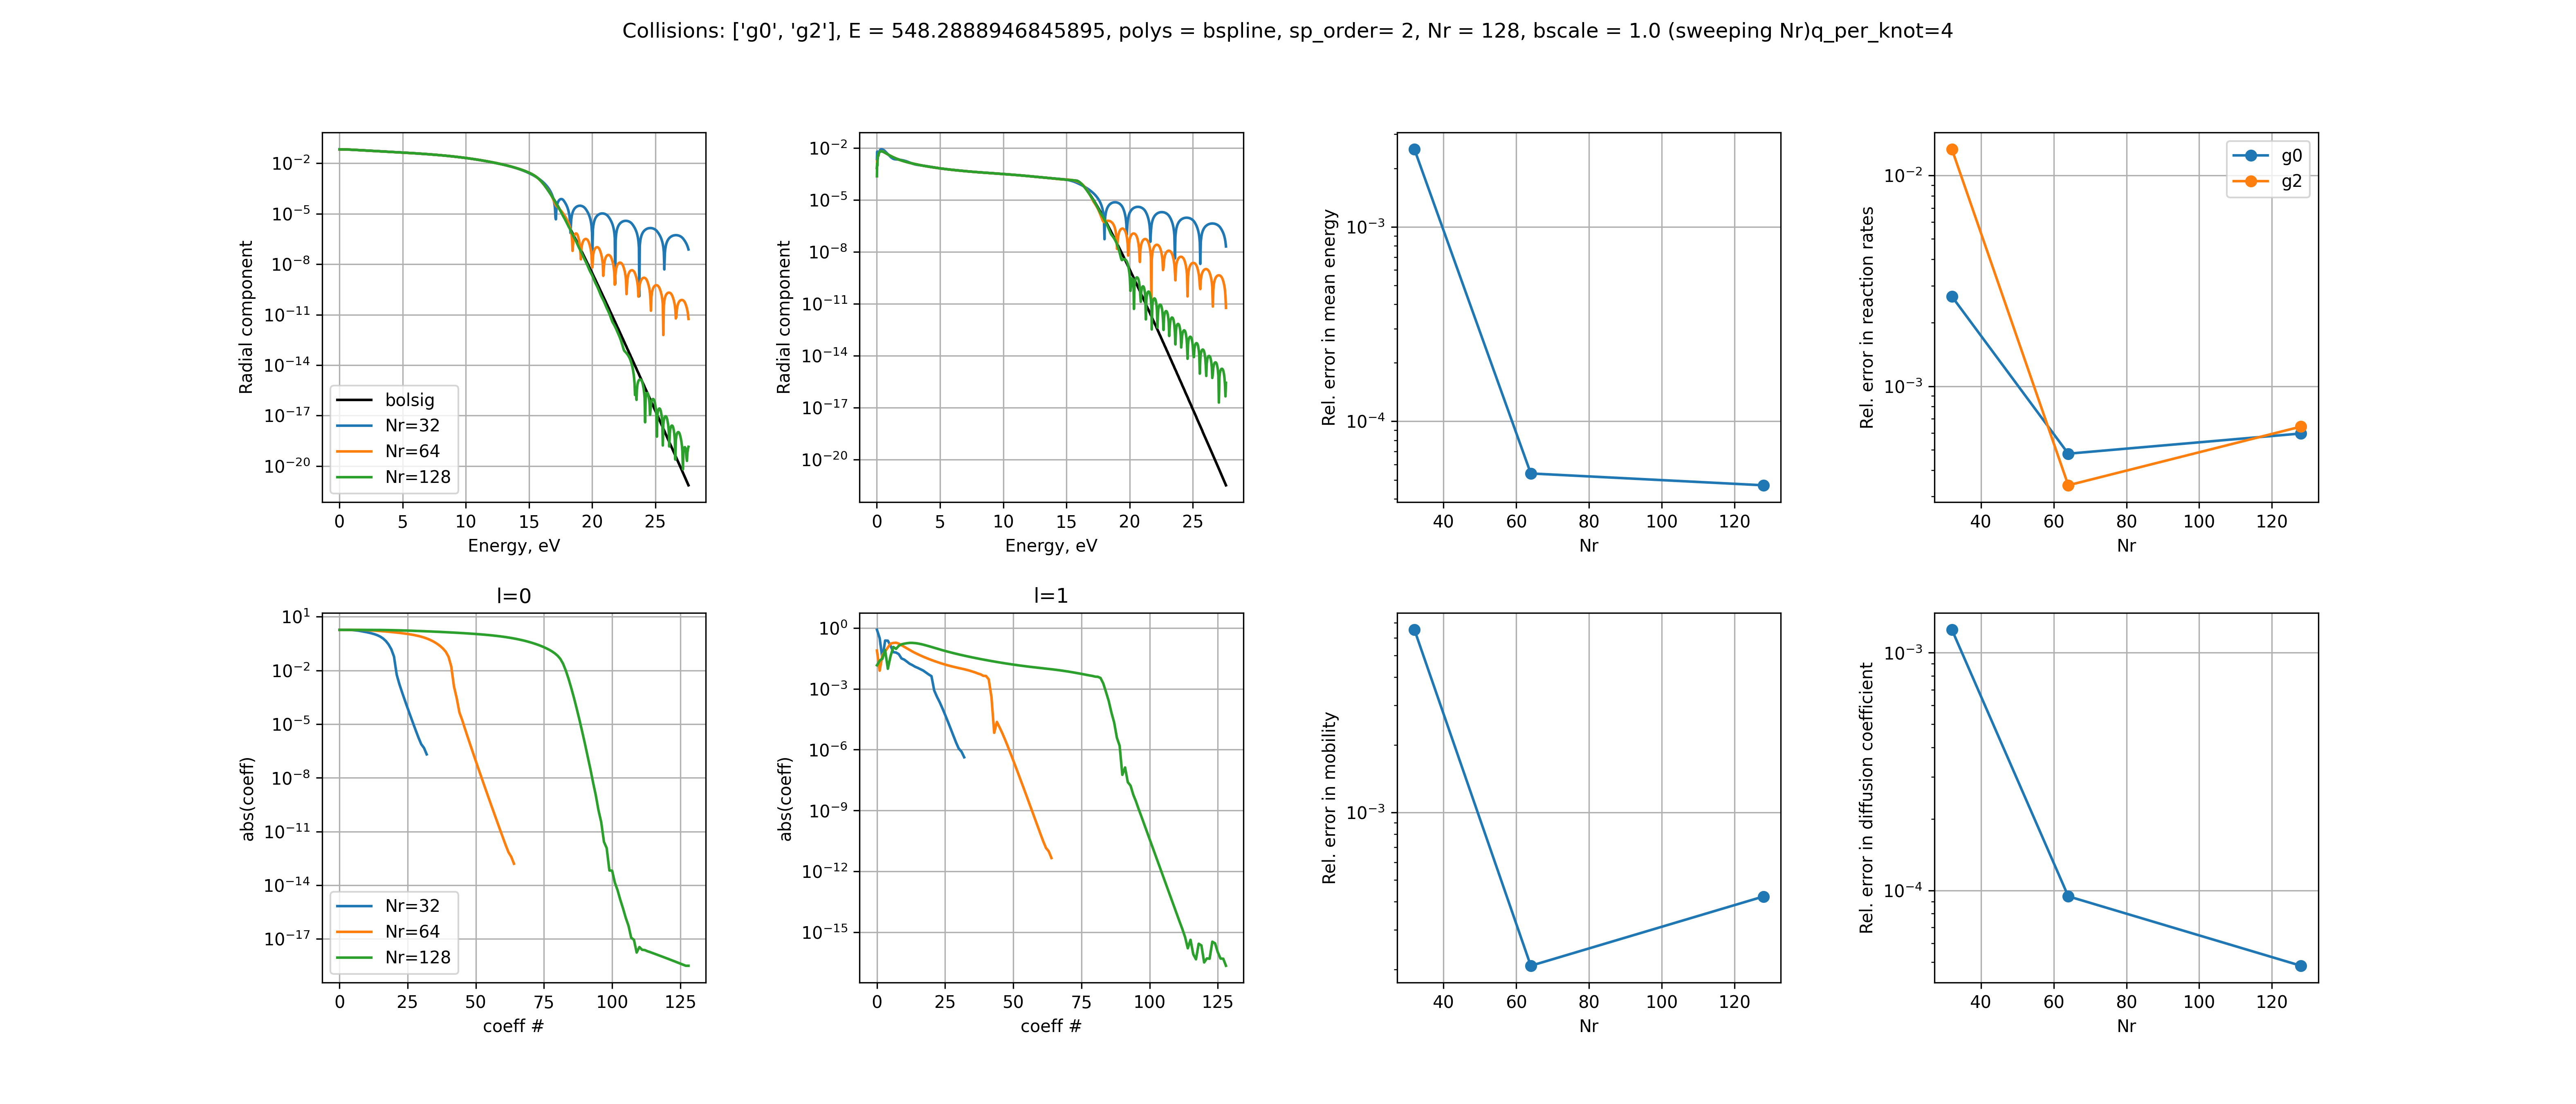 Collisions: ['g0', 'g2'], E = 548.2888946845895, polys = bspline, sp_order= 2, Nr = 128, bscale = 1.0 (sweeping Nr)q_per_knot=4
Radial component
10⁻²
10⁻⁵
10⁻⁸
10⁻¹¹
10⁻¹⁴
10⁻¹⁷
10⁻²⁰
bolsig
Nr=32
Nr=64
Nr=128
0 5 10 15 20 25
Energy, eV
Radial component
10⁻²
10⁻⁵
10⁻⁸
10⁻¹¹
10⁻¹⁴
10⁻¹⁷
10⁻²⁰
0 5 10 15 20 25
Energy, eV
Rel. error in mean energy
10⁻³
10⁻⁴
40 60 80 100 120
Nr
Rel. error in reaction rates
10⁻²
10⁻³
g0
g2
40 60 80 100 120
Nr
l=0
abs(coeff)
10¹
10⁻²
10⁻⁵
10⁻⁸
10⁻¹¹
10⁻¹⁴
10⁻¹⁷
Nr=32
Nr=64
Nr=128
0 25 50 75 100 125
coeff #
l=1
abs(coeff)
10⁰
10⁻³
10⁻⁶
10⁻⁹
10⁻¹²
10⁻¹⁵
0 25 50 75 100 125
coeff #
Rel. error in mobility
10⁻³
40 60 80 100 120
Nr
Rel. error in diffusion coefficient
10⁻³
10⁻⁴
40 60 80 100 120
Nr